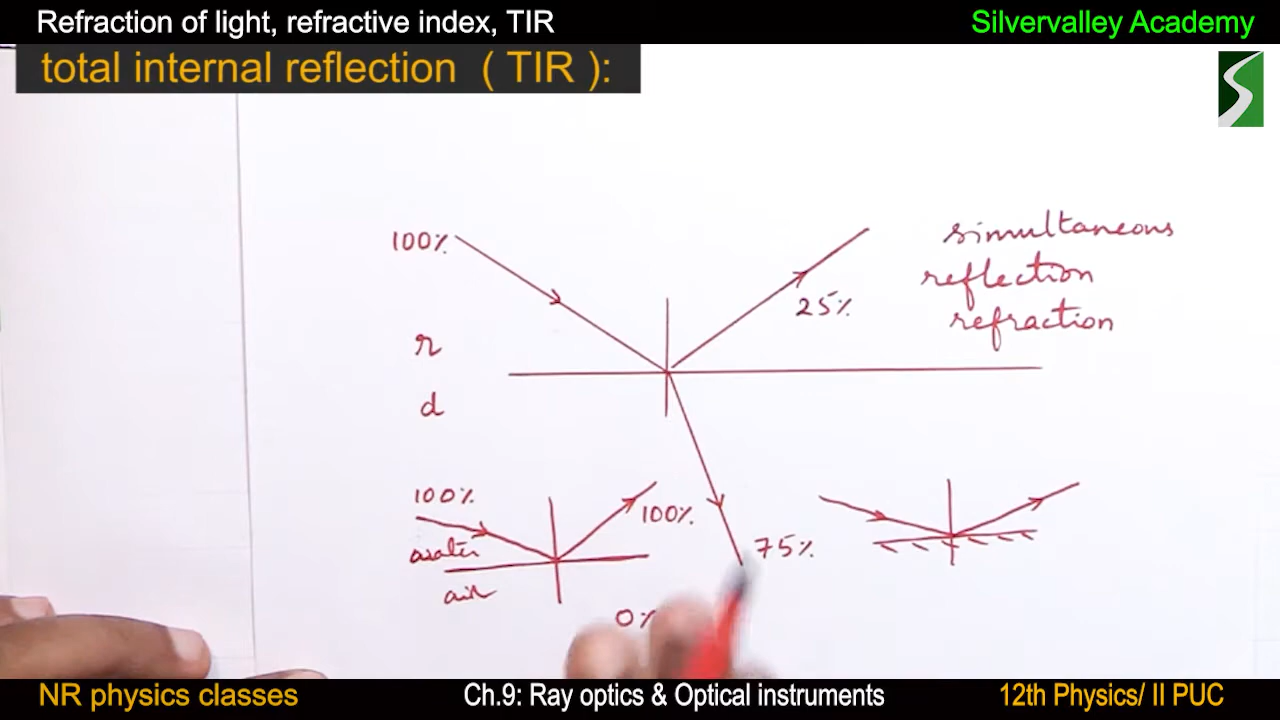 Refraction of light, refractive index, TIR
Silvervalley Academy
total internal reflection ( TIR ):
100%
25%
simultaneous
reflection
refraction
r
d
100%
100%
water
air
0%
75%
NR physics classes
Ch.9: Ray optics & Optical instruments
12th Physics/ II PUC